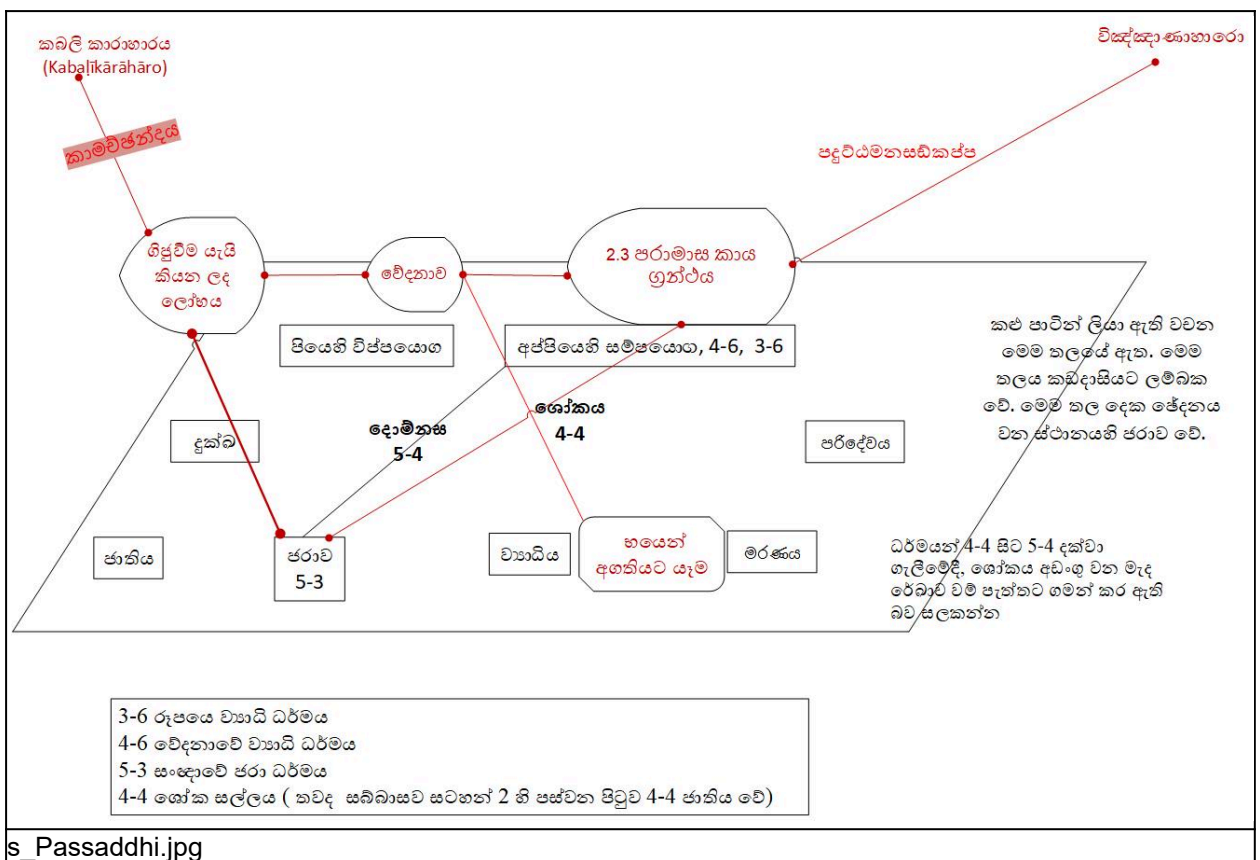 කබලි කාරාහාරය
(Kabaḷīkārāhāro)
විඤ්ඤාණාහාරො
කාමච්ඡන්දය
පදුට්ඨමනසඞ්කප්ප
ගිජුවීම යැයි
කියන ලද
ලෝභය
වේදනාව
2.3 පරාමාස කාය
ග්‍රන්ථය
පියෙහි විප්පයොග
අප්පියෙහි සම්පයොග, 4-6, 3-6
කළු පාටින් ලියා ඇති වචන
මෙම තලයේ ඇත. මෙම
තලය කඩදාසියට ලම්බක
වේ. මෙම තල දෙක ඡේදනය
වන ස්ථානයහි ජරාව වේ.
දුක්ඛ
දොම්නස
5-4
ශෝකය
4-4
පරිදේවය
ජාතිය
ජරාව
5-3
ව්‍යාධිය
භයෙන්
අගතියට යෑම
මරණය
ධර්මයන් 4-4 සිට 5-4 දක්වා
ගැලීමේදී, ශෝකය අඩංගු වන මැද
රේඛාව වම් පැත්තට ගමන් කර ඇති
බව සලකන්න
3-6 රූපයෙ ව්‍යාධි ධර්මය
4-6 වේදනාවේ ව්‍යාධි ධර්මය
5-3 සංඥාවේ ජරා ධර්මය
4-4 ශෝක සල්ලය ( තවද සබ්බාසව සටහන් 2 හි පස්වන පිටුව 4-4 ජාතිය වේ)
s_Passaddhi.jpg